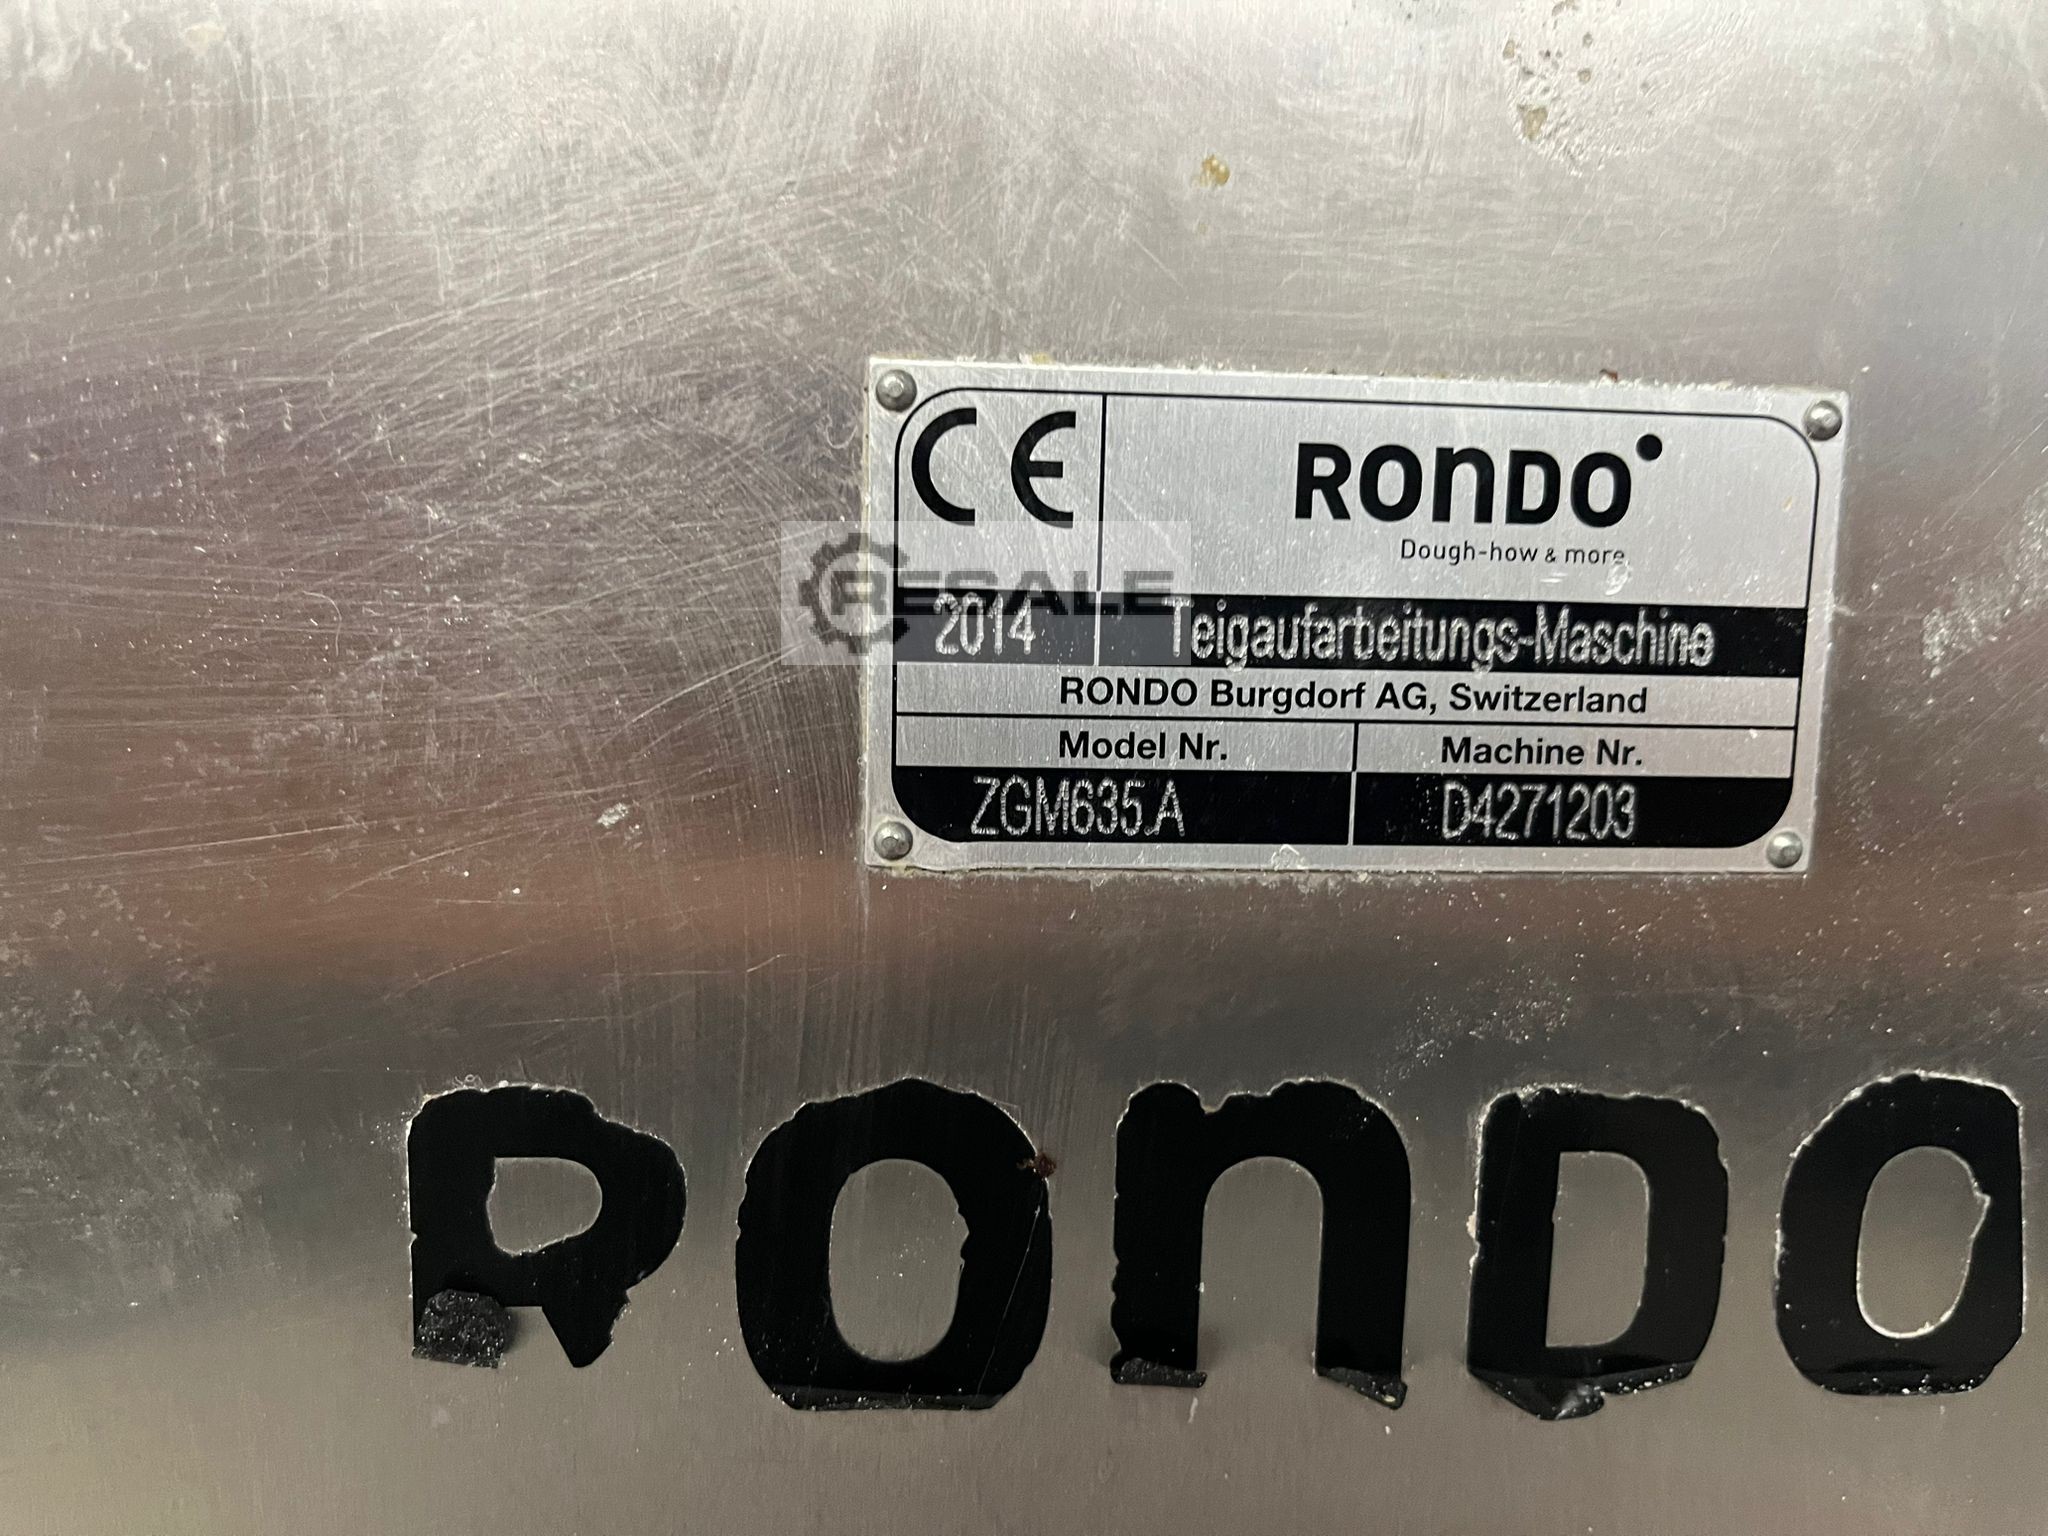 CE
RONDO
Dough-how & more.
RESALE
2014 Teigaufarbeitungs-Maschine
RONDO Burgdorf AG, Switzerland
Model Nr. Machine Nr.
ZGM635.A D4271203
RONDO